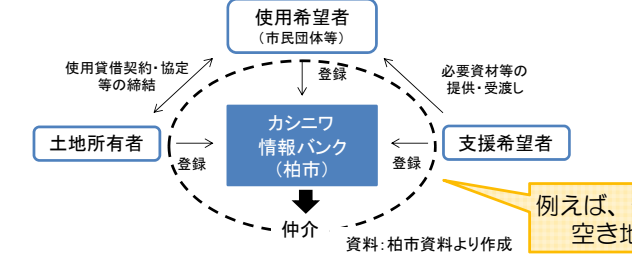 使用希望者
（市民団体等）
使用貸借契約・協定
等の締結
登録
必要資材等の
提供・受渡し
土地所有者
登録
カシニワ
情報バンク
（柏市）
登録
支援希望者
仲介
資料：柏市資料より作成
例えば、
空き地